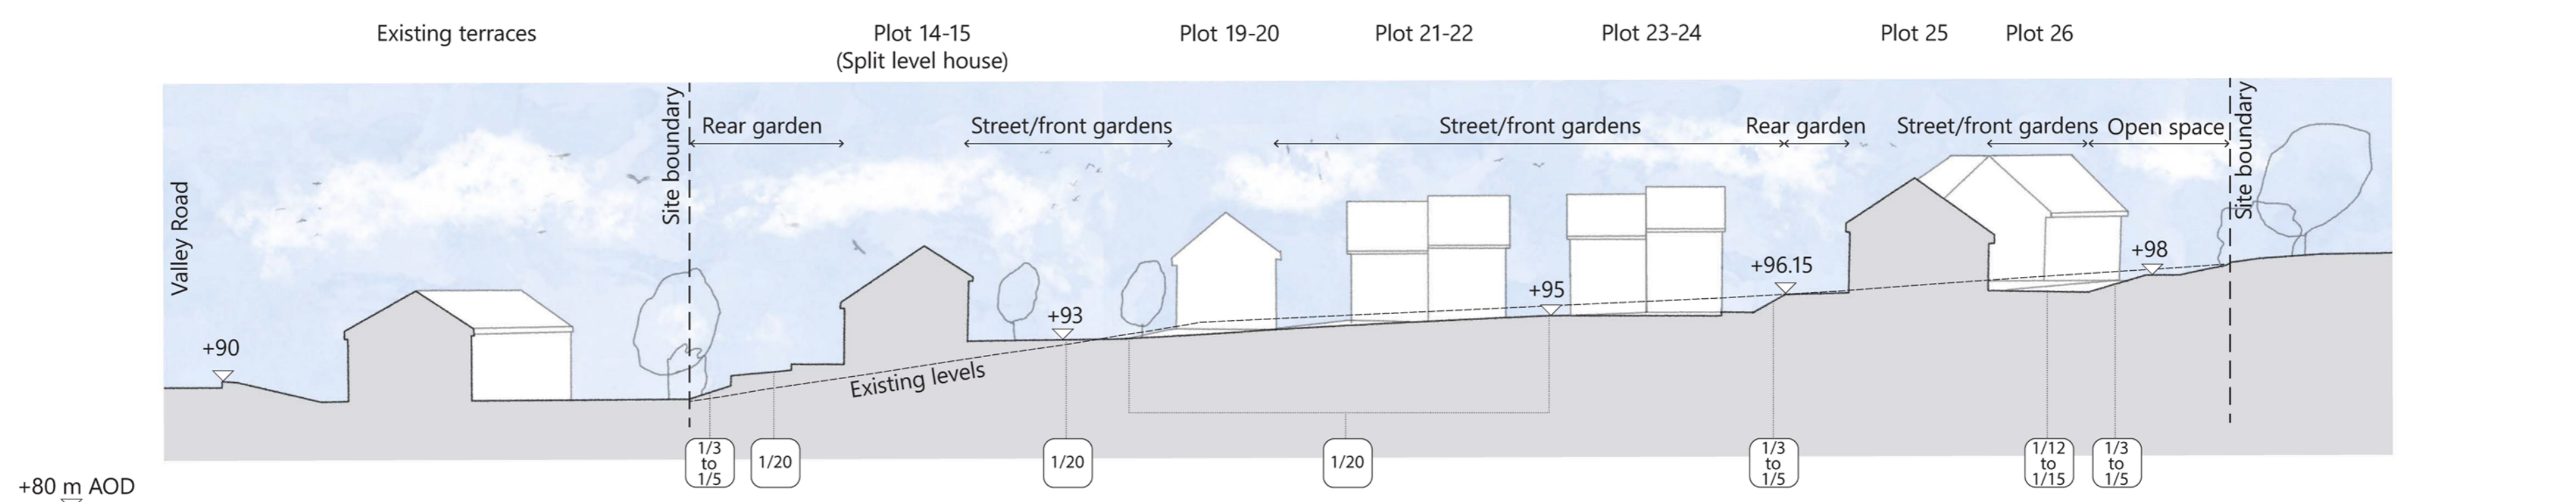 Existing terraces
Plot 14-15
(Split level house)
Plot 19-20
Plot 21-22
Plot 23-24
Plot 25
Plot 26
Valley Road
Site boundary
Rear garden
Street/front gardens
Street/front gardens
Rear garden
Street/front gardens
Open space
Site boundary
+90
+93
+95
+96.15
+98
Existing levels
1/3
to
1/5
1/20
1/20
1/20
1/3
to
1/5
1/12
to
1/15
1/3
to
1/5
+80 m AOD